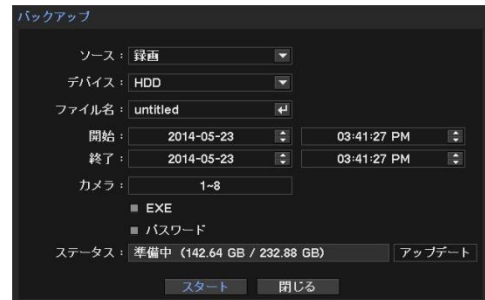 バックアップ
ソース : 録画
デバイス : HDD
ファイル名 : untitled
開始 : 2014-05-23 03:41:27 PM
終了 : 2014-05-23 03:41:27 PM
カメラ : 1~8
EXE
パスワード
ステータス : 準備中 (142.64 GB / 232.88 GB) アップデート
スタート 閉じる